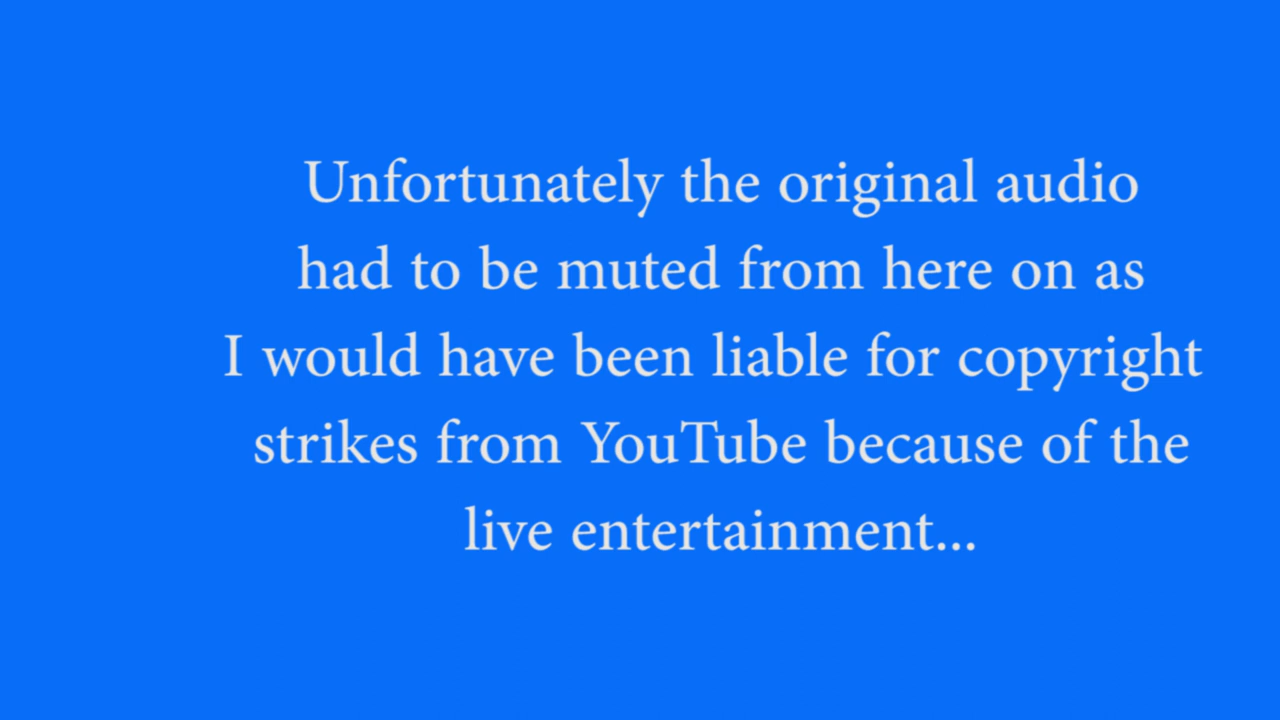 Unfortunately the original audio
had to be muted from here on as
I would have been liable for copyright
strikes from YouTube because of the
live entertainment...